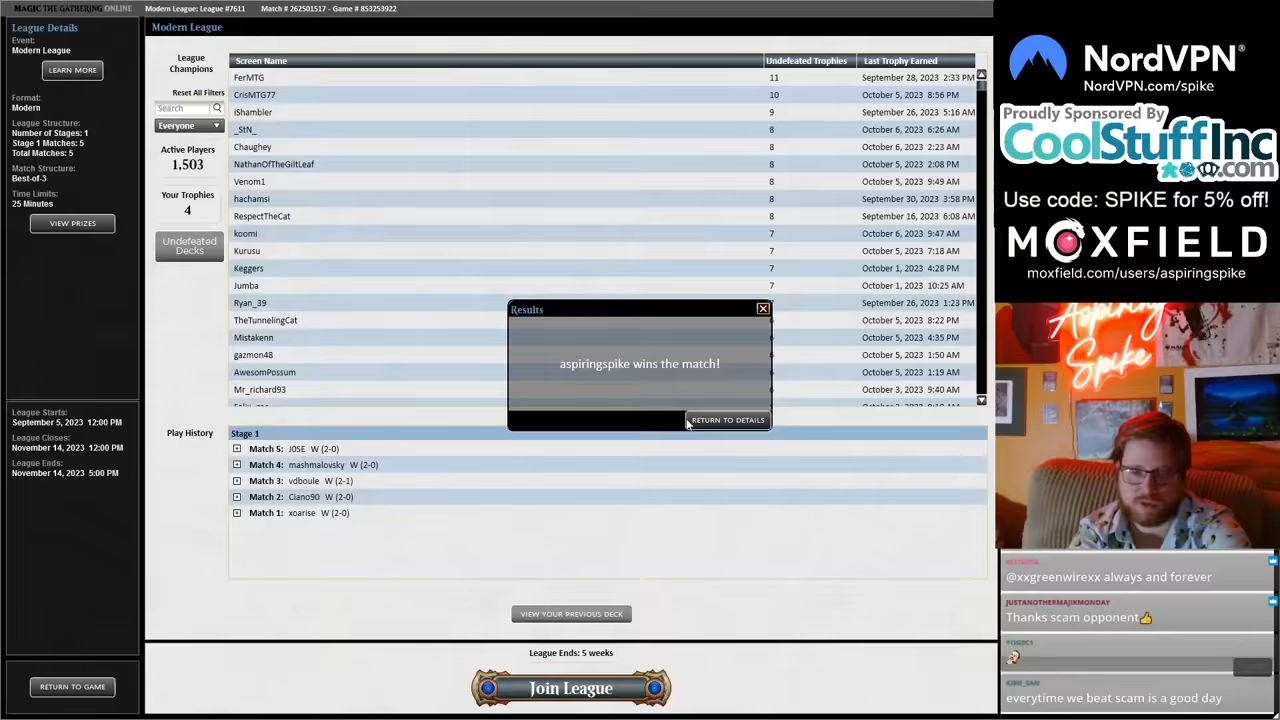 MAGIC THE GATHERING ONLINE
Modern League: League #7611
Match # 262501517 - Game # 853253922
League Details
Event:
Modern League
LEARN MORE
Format:
Modern
League Structure:
Number of Stages: 1
Stage 1 Matches: 5
Total Matches: 5
Match Structure:
Best-of-3
Time Limits:
25 Minutes
VIEW PRIZES
League Starts:
September 5, 2023 12:00 PM
League Closes:
November 14, 2023 12:00 PM
League Ends:
November 14, 2023 5:00 PM
RETURN TO GAME
Modern League
League Champions
Reset All Filters
Search
Everyone
Active Players
1,503
Your Trophies
4
Undefeated Decks
Screen Name Undefeated Trophies Last Trophy Earned
FerMTG 11 September 28, 2023 2:33 PM
CrisMTG77 10 October 5, 2023 8:56 PM
iShambler 9 September 26, 2023 5:16 AM
_StN_ 8 October 6, 2023 6:26 AM
Chaughey 8 October 6, 2023 2:23 AM
NathanOfTheGiltLeaf 8 October 6, 2023 2:08 PM
Venom1 8 October 5, 2023 9:49 AM
hachamsi 8 September 30, 2023 3:58 PM
RespectTheCat 8 September 16, 2023 6:08 AM
koomi 7 October 6, 2023 9:47 AM
Kurusu 7 October 5, 2023 7:18 AM
Keggers 7 October 1, 2023 4:28 PM
Jumba 7 October 1, 2023 10:25 AM
Ryan_39 September 26, 2023 1:23 PM
TheTunnelingCat October 5, 2023 8:22 PM
Mistakenn October 5, 2023 4:35 PM
gazmon48 October 5, 2023 1:50 AM
AwesomPossum October 5, 2023 1:19 AM
Mr_richard93 October 3, 2023 9:40 AM
Results
aspiringspike wins the match!
RETURN TO DETAILS
Play History
Stage 1
Match 5: J0SE W (2-0)
Match 4: mashmalovsky W (2-0)
Match 3: vdboule W (2-1)
Match 2: Ciano90 W (2-0)
Match 1: xoarise W (2-0)
VIEW YOUR PREVIOUS DECK
League Ends: 5 weeks
Join League
NordVPN®
NordVPN.com/spike
Proudly Sponsored By
CoolStuffInc
.com
Use code: SPIKE for 5% off!
MOXFIELD
moxfield.com/users/aspiringspike
Aspiring
Spike
@xxgreenwirexx always and forever
JUSTANOTHERMAJIKMONDAY
Thanks scam opponent👍
everytime we beat scam is a good day